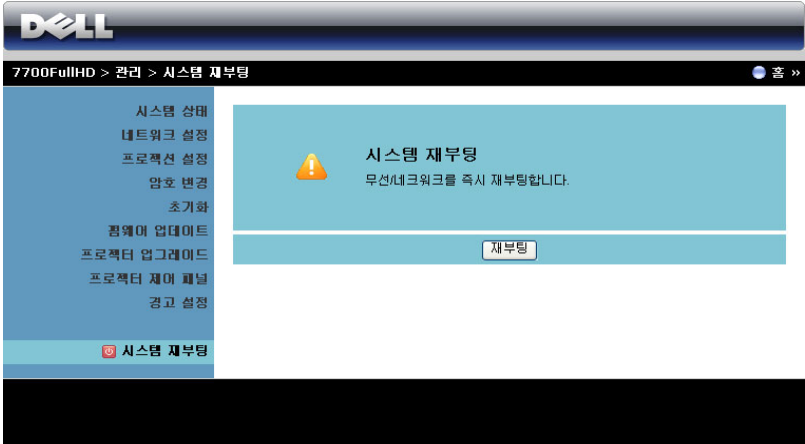 DELL
7700FullHD > 관리 > 시스템 재부팅
홈 »
시스템 상태
네트워크 설정
프로젝션 설정
암호 변경
초기화
펌웨어 업데이트
프로젝터 업그레이드
프로젝터 제어 패널
경고 설정
시스템 재부팅
시스템 재부팅
무선/네크워크를 즉시 재부팅합니다.
재부팅